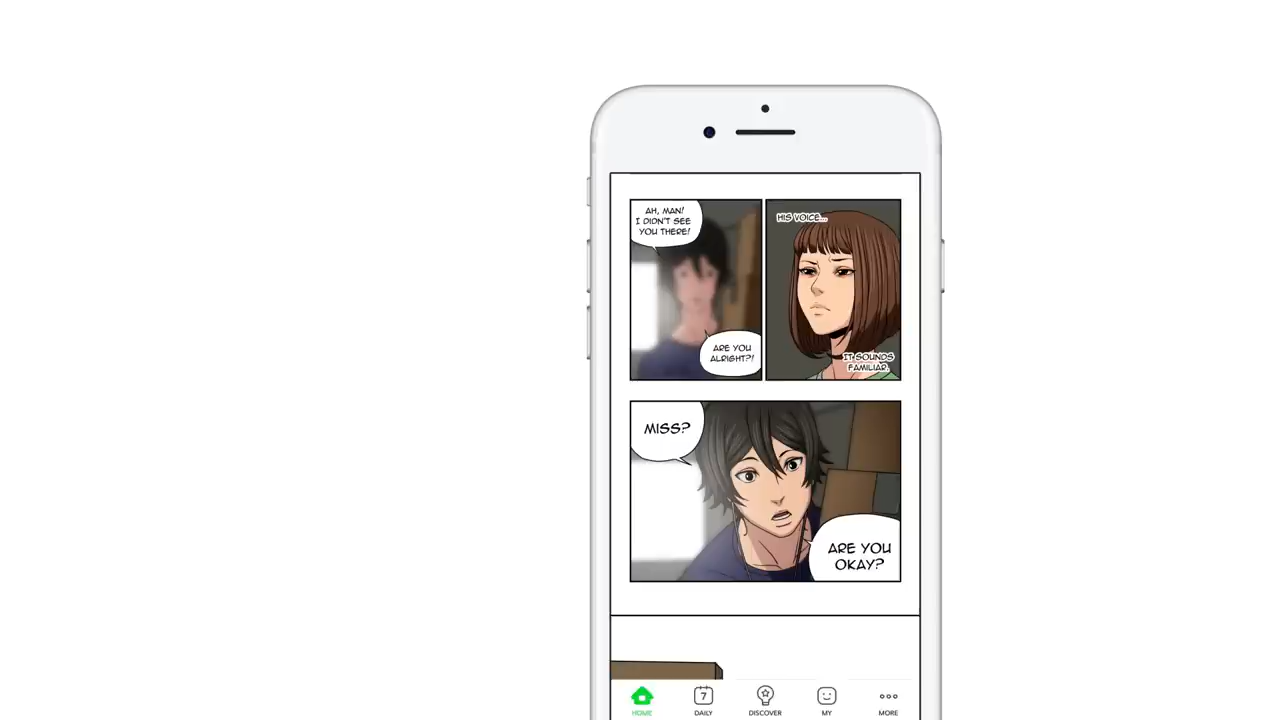 AH, MAN!
I DIDN'T SEE
YOU THERE!
ARE YOU
ALRIGHT?!
HIS VOICE...
IT SOUNDS
FAMILIAR.
MISS?
ARE YOU
OKAY?
7
HOME
DAILY
DISCOVER
MY
MORE